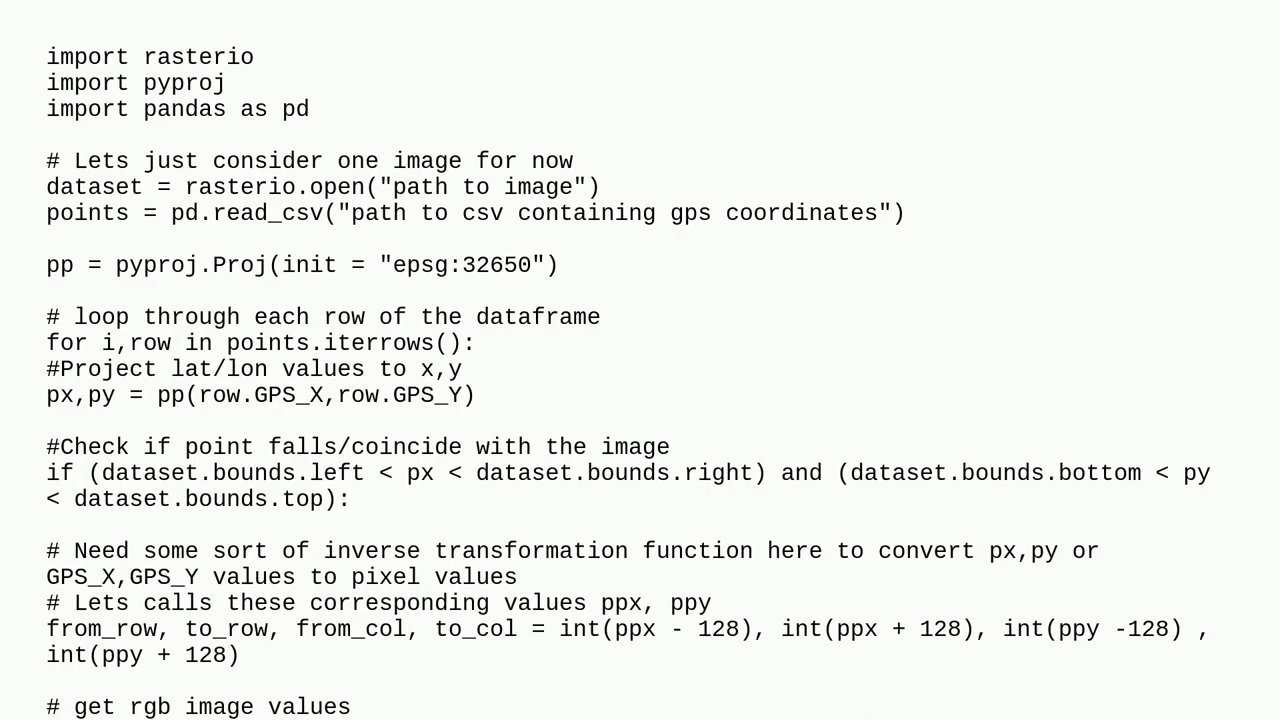 import rasterio
import pyproj
import pandas as pd
# Lets just consider one image for now
dataset = rasterio.open("path to image")
points = pd.read_csv("path to csv containing gps coordinates")
pp = pyproj.Proj(init = "epsg:32650")
# loop through each row of the dataframe
for i,row in points.iterrows():
#Project lat/lon values to x,y
px,py = pp(row.GPS_X,row.GPS_Y)
#Check if point falls/coincide with the image
if (dataset.bounds.left < px < dataset.bounds.right) and (dataset.bounds.bottom < py
< dataset.bounds.top):
# Need some sort of inverse transformation function here to convert px,py or
GPS_X,GPS_Y values to pixel values
# Lets calls these corresponding values ppx, ppy
from_row, to_row, from_col, to_col = int(ppx - 128), int(ppx + 128), int(ppy -128) ,
int(ppy + 128)
# get rgb image values